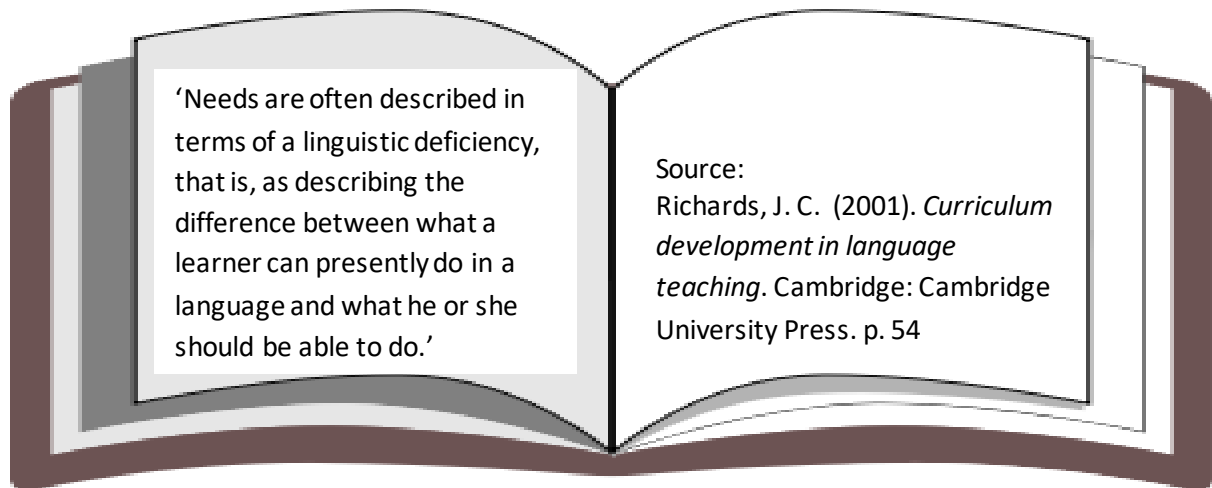 ‘Needs are often described in
terms of a linguistic deficiency,
that is, as describing the
difference between what a
learner can presently do in a
language and what he or she
should be able to do.’
Source:
Richards, J. C. (2001). Curriculum
development in language
teaching. Cambridge: Cambridge
University Press. p. 54